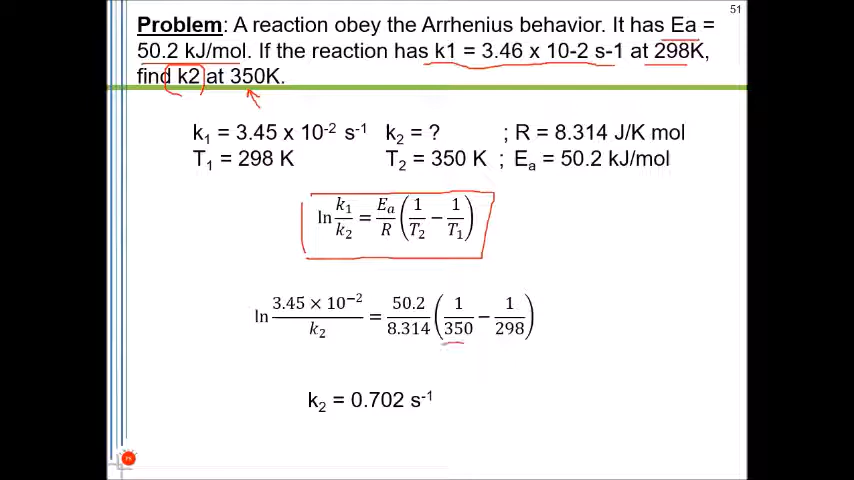 51
Problem: A reaction obey the Arrhenius behavior. It has Ea =
50.2 kJ/mol. If the reaction has k1 = 3.46 x 10-2 s-1 at 298K,
find k2 at 350K.
k₁ = 3.45 x 10⁻² s⁻¹ k₂ = ? ; R = 8.314 J/K mol
T₁ = 298 K T₂ = 350 K ; Eₐ = 50.2 kJ/mol
ln k₁/k₂ = Eₐ/R (1/T₂ − 1/T₁)
ln 3.45 × 10⁻²/k₂ = 50.2/8.314 (1/350 − 1/298)
k₂ = 0.702 s⁻¹